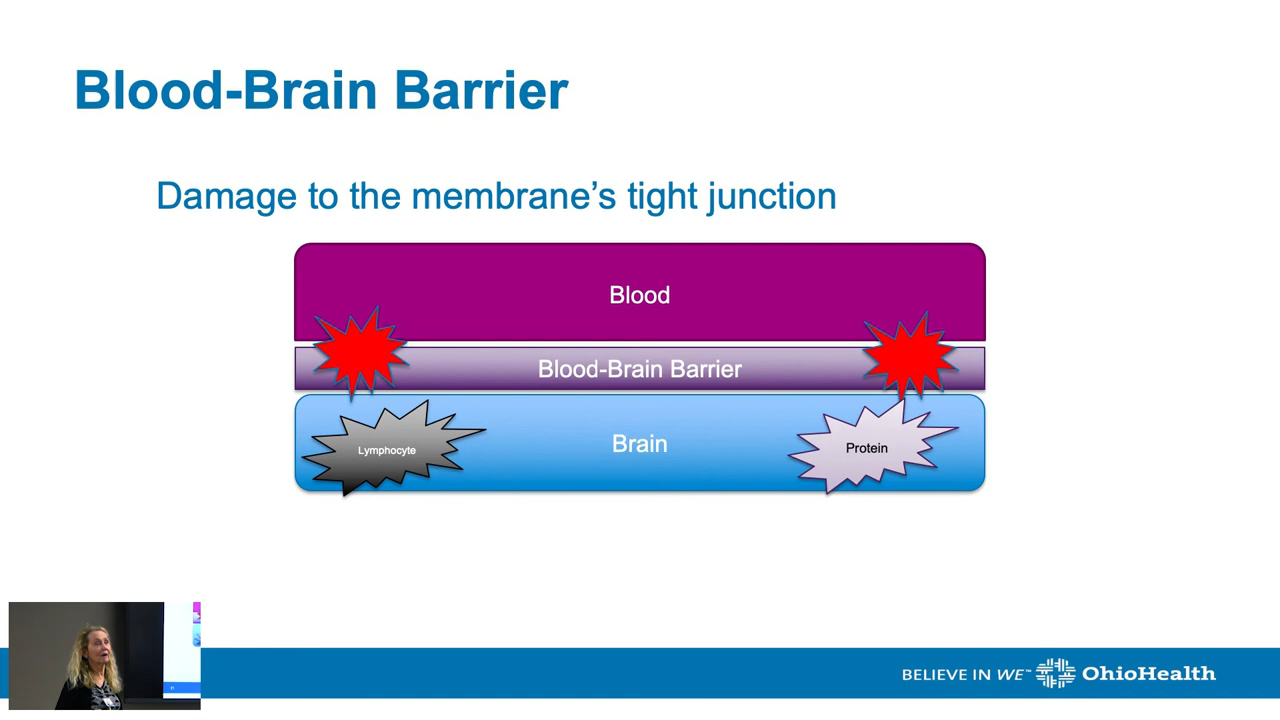 Blood-Brain Barrier
Damage to the membrane’s tight junction
Blood
Blood-Brain Barrier
Brain
Lymphocyte
Protein
BELIEVE IN WE™ OhioHealth